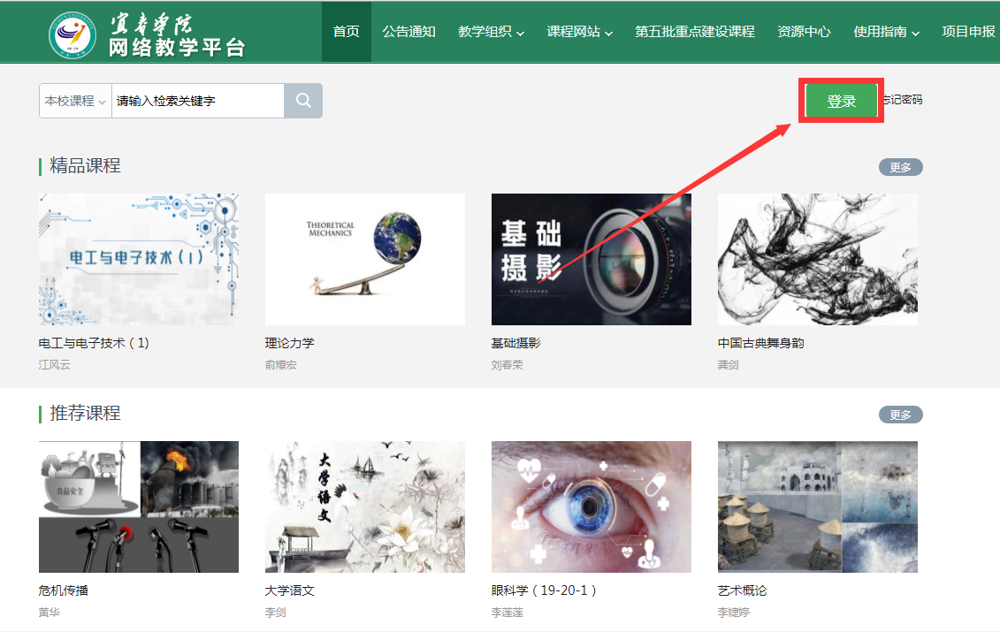 宜春学院
网络教学平台
首页 公告通知 教学组织 课程网站 第五批重点建设课程 资源中心 使用指南 项目申报
本校课程 请输入检索关键字 登录 忘记密码
精品课程 更多
电工与电子技术(1)
THEORETICAL
MECHANICS
基础
摄影
电工与电子技术(1) 理论力学 基础摄影 中国古典舞身韵
江风云 俞燎宏 刘春荣 龚剑
推荐课程 更多
食品安全
大学语文
危机传播 大学语文 眼科学(19-20-1) 艺术概论
黄华 李剑 李莲莲 李婕婷